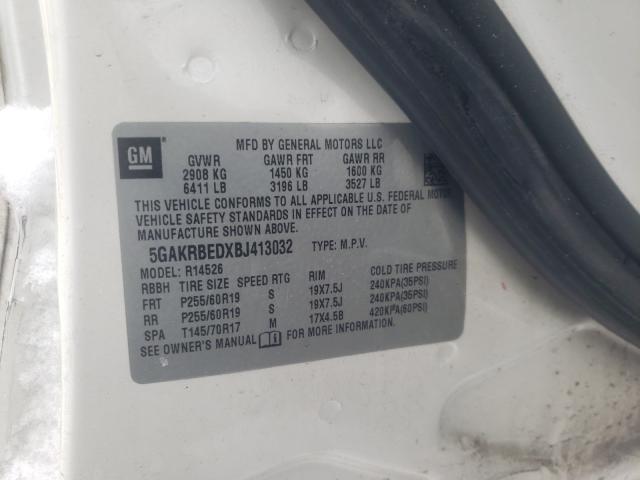 MFD BY GENERAL MOTORS LLC
GM
GVWR GAWR FRT GAWR RR
2908 KG 1450 KG 1600 KG
6411 LB 3196 LB 3527 LB
THIS VEHICLE CONFORMS TO ALL APPLICABLE U.S. FEDERAL MOTOR
VEHICLE SAFETY STANDARDS IN EFFECT ON THE DATE OF
MANUFACTURE SHOWN ABOVE.
5GAKRBEDXBJ413032 TYPE: M.P.V.
MODEL: R14526
RBBH TIRE SIZE SPEED RTG RIM COLD TIRE PRESSURE
FRT P255/60R19 S 19X7.5J 240KPA(35PSI)
RR P255/60R19 S 19X7.5J 240KPA(35PSI)
SPA T145/70R17 M 17X4.5B 420KPA(60PSI)
SEE OWNER'S MANUAL FOR MORE INFORMATION